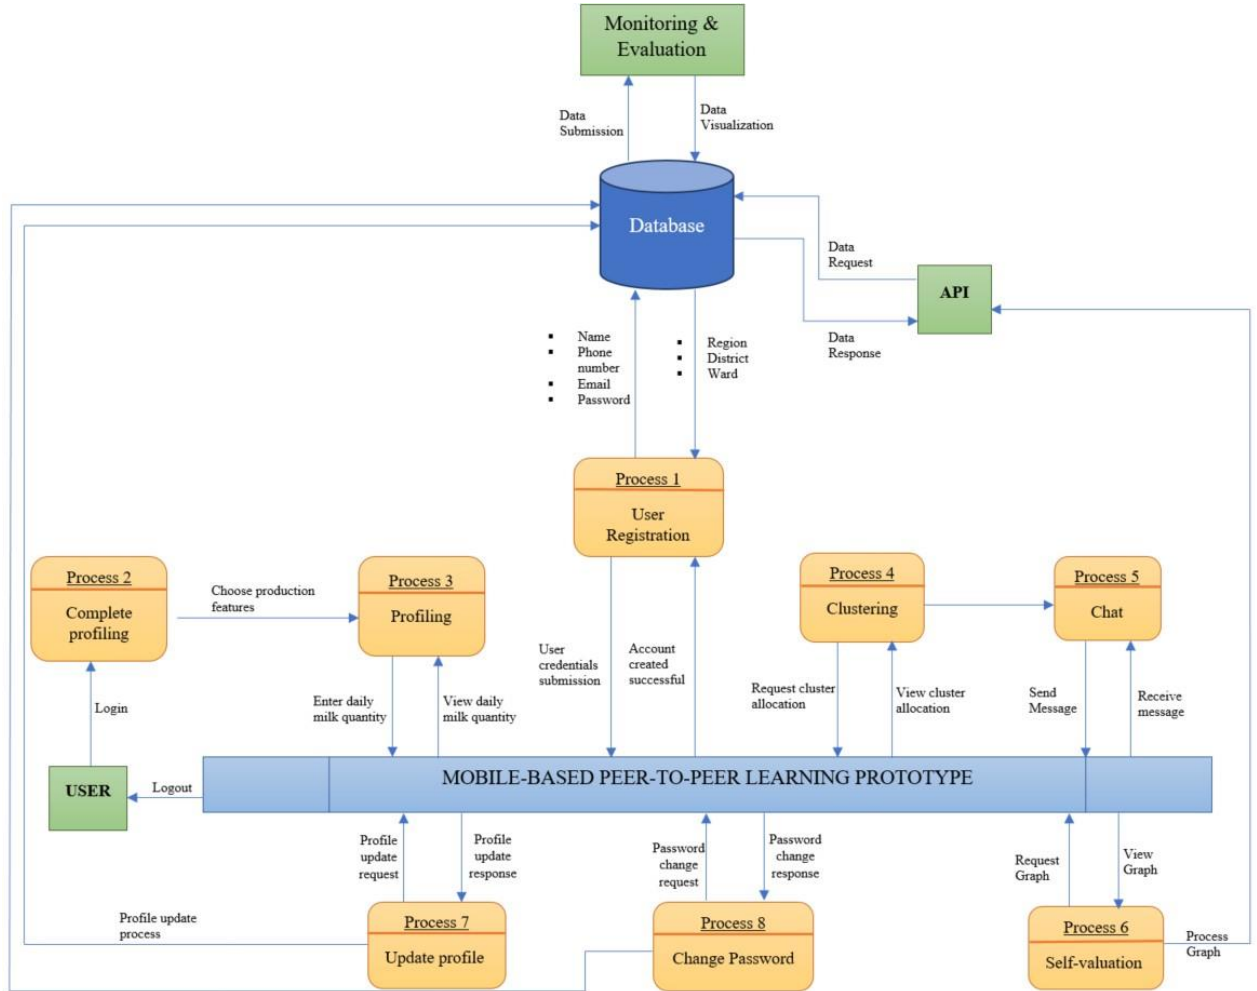 Monitoring &
Evaluation
Data
Submission
Data
Visualization
Database
Data
Request
API
Data
Response
▪ Name
▪ Phone
number
▪ Email
▪ Password
▪ Region
▪ District
▪ Ward
Process 1
User
Registration
Process 2
Complete
profiling
Choose production
features
Process 3
Profiling
Process 4
Clustering
Process 5
Chat
Login
Enter daily
milk quantity
View daily
milk quantity
User
credentials
submission
Account
created
successful
Request cluster
allocation
View cluster
allocation
Send
Message
Receive
message
USER
Logout
MOBILE-BASED PEER-TO-PEER LEARNING PROTOTYPE
Profile
update
request
Profile
update
response
Password
change
request
Password
change
response
Request
Graph
View
Graph
Profile update
process
Process 7
Update profile
Process 8
Change Password
Process 6
Self-valuation
Process
Graph